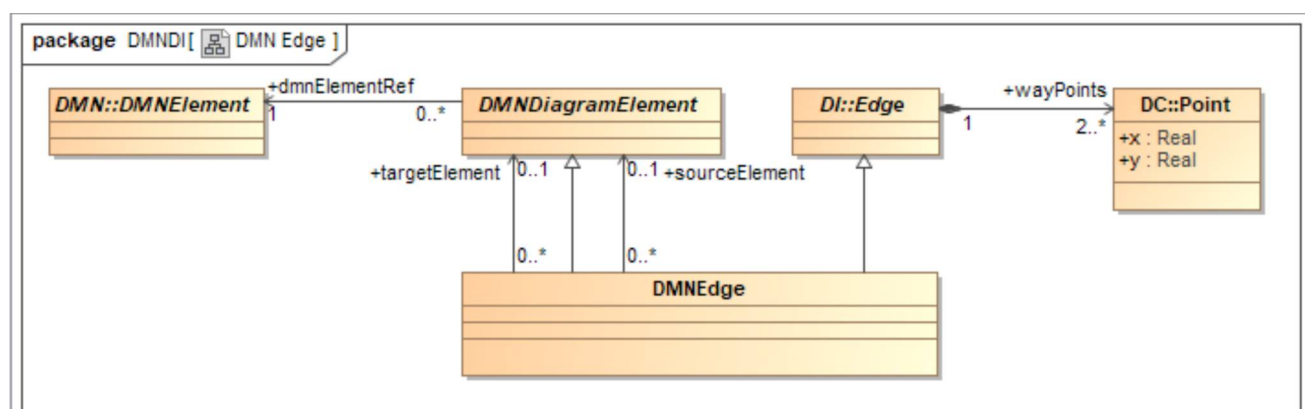 package DMNDI[ DMN Edge ]
DMN::DMNElement
+dmnElementRef
1
0..*
DMNDiagramElement
DI::Edge
1
+wayPoints
2..*
DC::Point
+x : Real
+y : Real
+targetElement
0..1
0..1
+sourceElement
0..*
0..*
DMNEdge